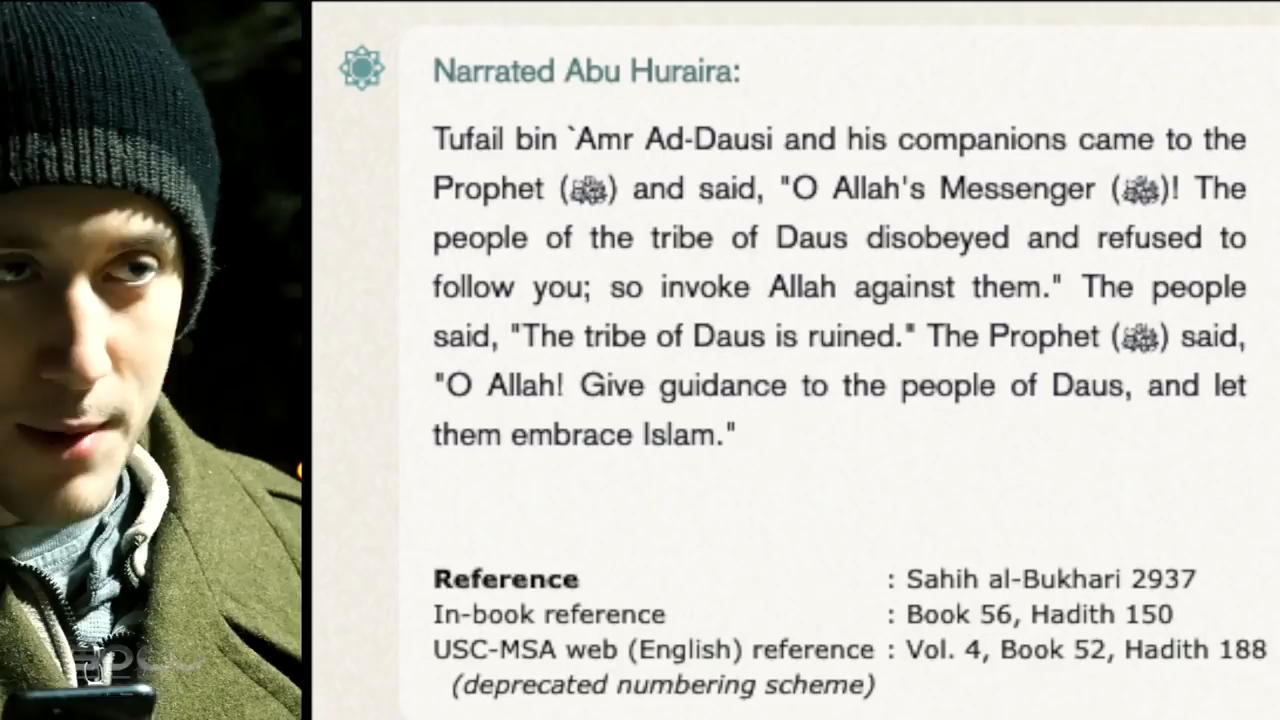 Narrated Abu Huraira:
Tufail bin `Amr Ad-Dausi and his companions came to the
Prophet (ﷺ) and said, "O Allah's Messenger (ﷺ)! The
people of the tribe of Daus disobeyed and refused to
follow you; so invoke Allah against them." The people
said, "The tribe of Daus is ruined." The Prophet (ﷺ) said,
"O Allah! Give guidance to the people of Daus, and let
them embrace Islam."
Reference : Sahih al-Bukhari 2937
In-book reference : Book 56, Hadith 150
USC-MSA web (English) reference : Vol. 4, Book 52, Hadith 188
(deprecated numbering scheme)